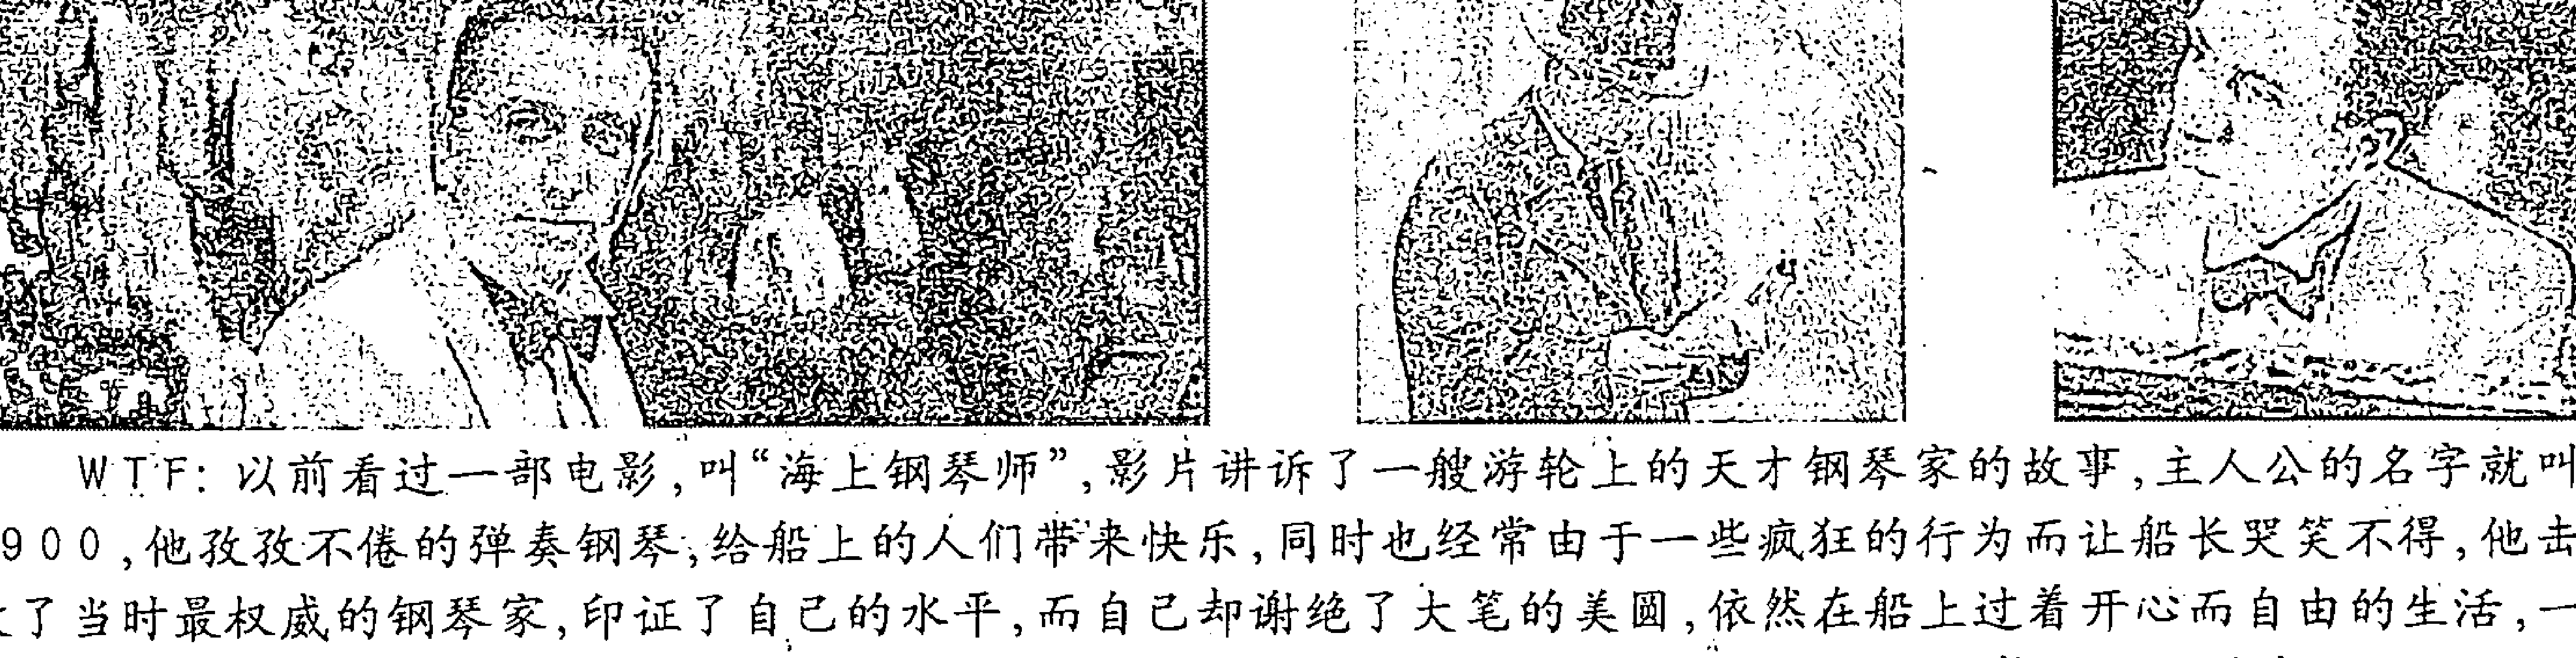 WTF: 以前看过一部电影,叫“海上钢琴师”,影片讲诉了一艘游轮上的天才钢琴家的故事,主人公的名字就叫
900,他孜孜不倦的弹奏钢琴,给船上的人们带来快乐,同时也经常由于一些疯狂的行为而让船长哭笑不得,他击
了当时最权威的钢琴家,印证了自己的水平,而自己却谢绝了大笔的美圆,依然在船上过着开心而自由的生活,一